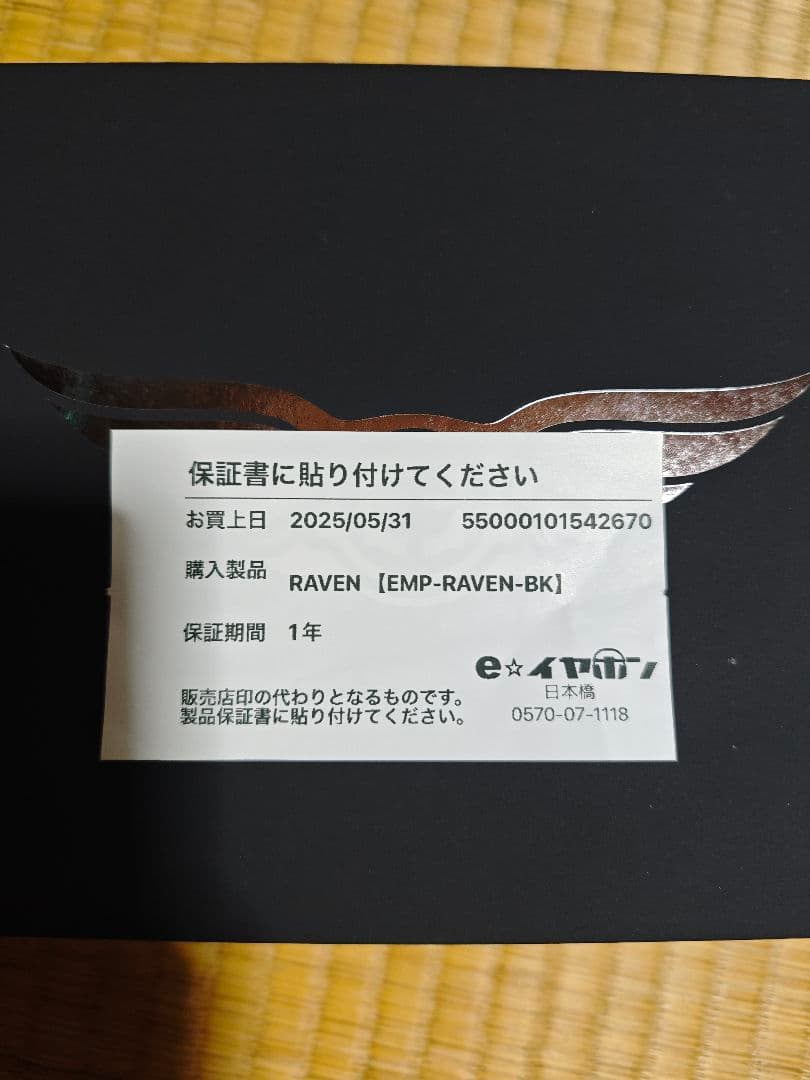 保証書に貼り付けてください
お買上日 2025/05/31 55000101542670
購入製品 RAVEN【EMP-RAVEN-BK】
保証期間 1年
e☆イヤホン
日本橋
0570-07-1118
販売店印の代わりとなるものです。
製品保証書に貼り付けてください。